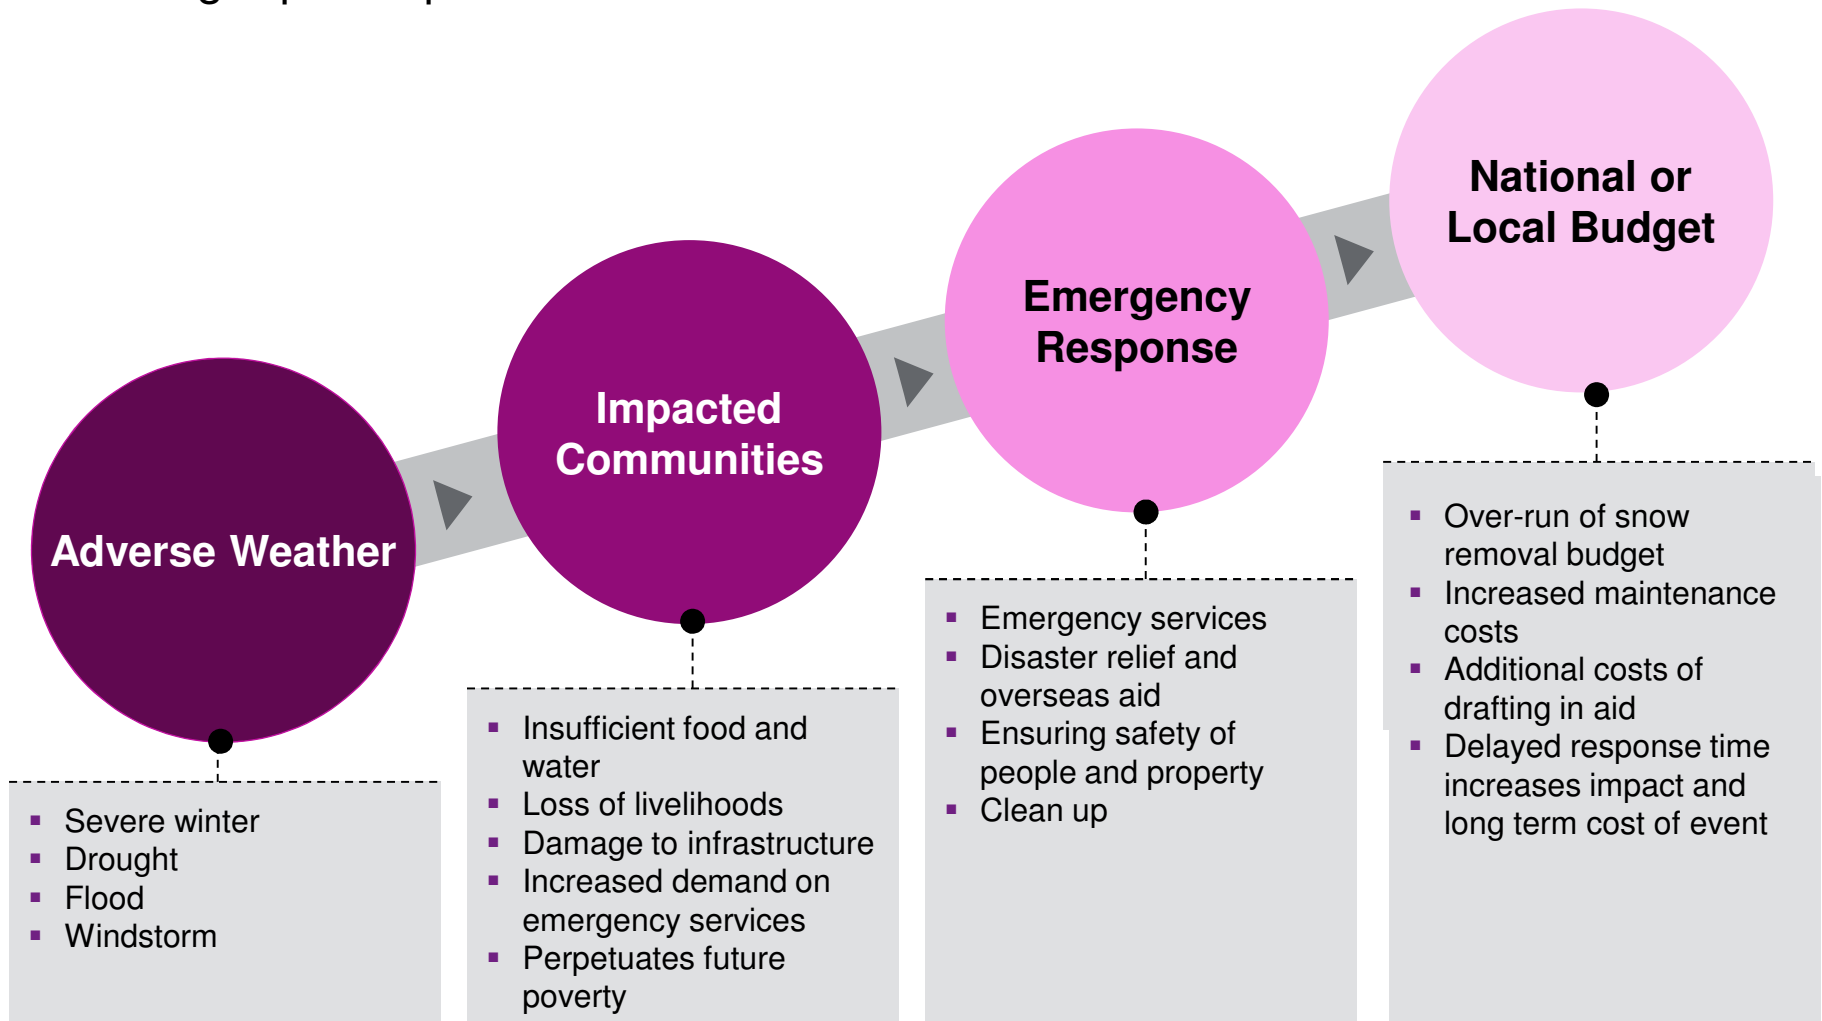 National or
Local Budget
Emergency
Response
Impacted
Communities
Adverse Weather
▪ Severe winter
▪ Drought
▪ Flood
▪ Windstorm
▪ Insufficient food and
water
▪ Loss of livelihoods
▪ Damage to infrastructure
▪ Increased demand on
emergency services
▪ Perpetuates future
poverty
▪ Emergency services
▪ Disaster relief and
overseas aid
▪ Ensuring safety of
people and property
▪ Clean up
▪ Over-run of snow
removal budget
▪ Increased maintenance
costs
▪ Additional costs of
drafting in aid
▪ Delayed response time
increases impact and
long term cost of event